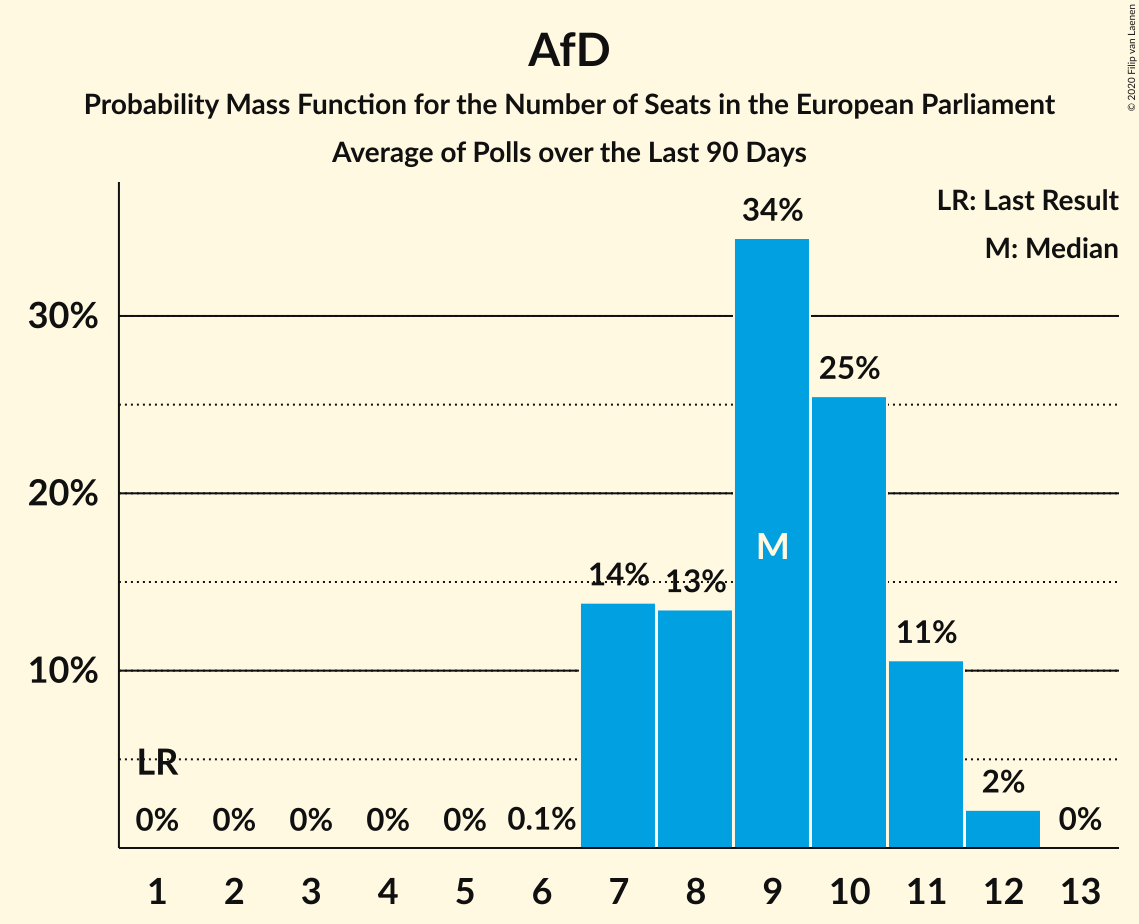 AfD
Probability Mass Function for the Number of Seats in the European Parliament
Average of Polls over the Last 90 Days
© 2020 Filip van Laenen
LR: Last Result
M: Median
34%
30%
25%
20%
M
14%
13%
11%
10%
LR
2%
0%
0%
0%
0%
0%
0.1%
0%
1 2 3 4 5 6 7 8 9 10 11 12 13